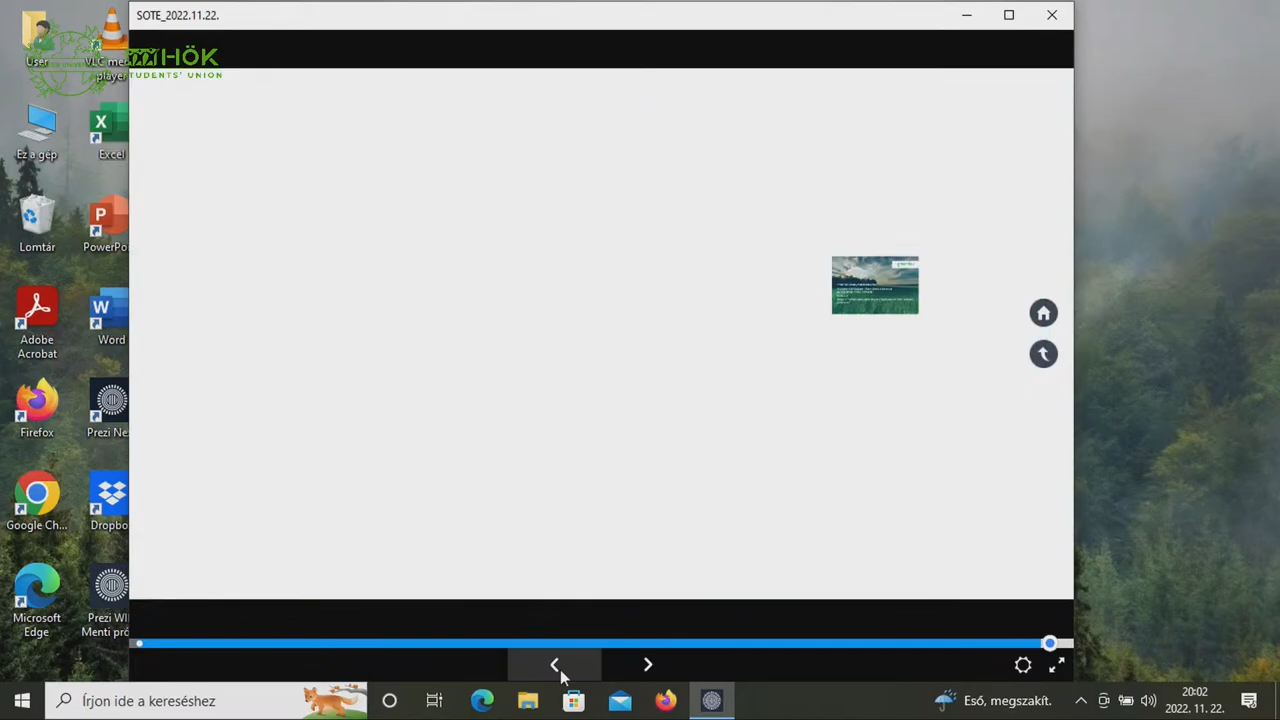 SOTE_2022.11.22.
User
VLC me
player
HÖK
TUDENTS' UNION
Ez a gép
Excel
Lomtár
PowerPoi
Adobe
Acrobat
Word
Firefox
Prezi Ne
Google Ch...
Dropbo
Microsoft
Edge
Prezi WI
Menti pró
Írjon ide a kereséshez
Eső, megszakít.
20:02
2022. 11. 22.